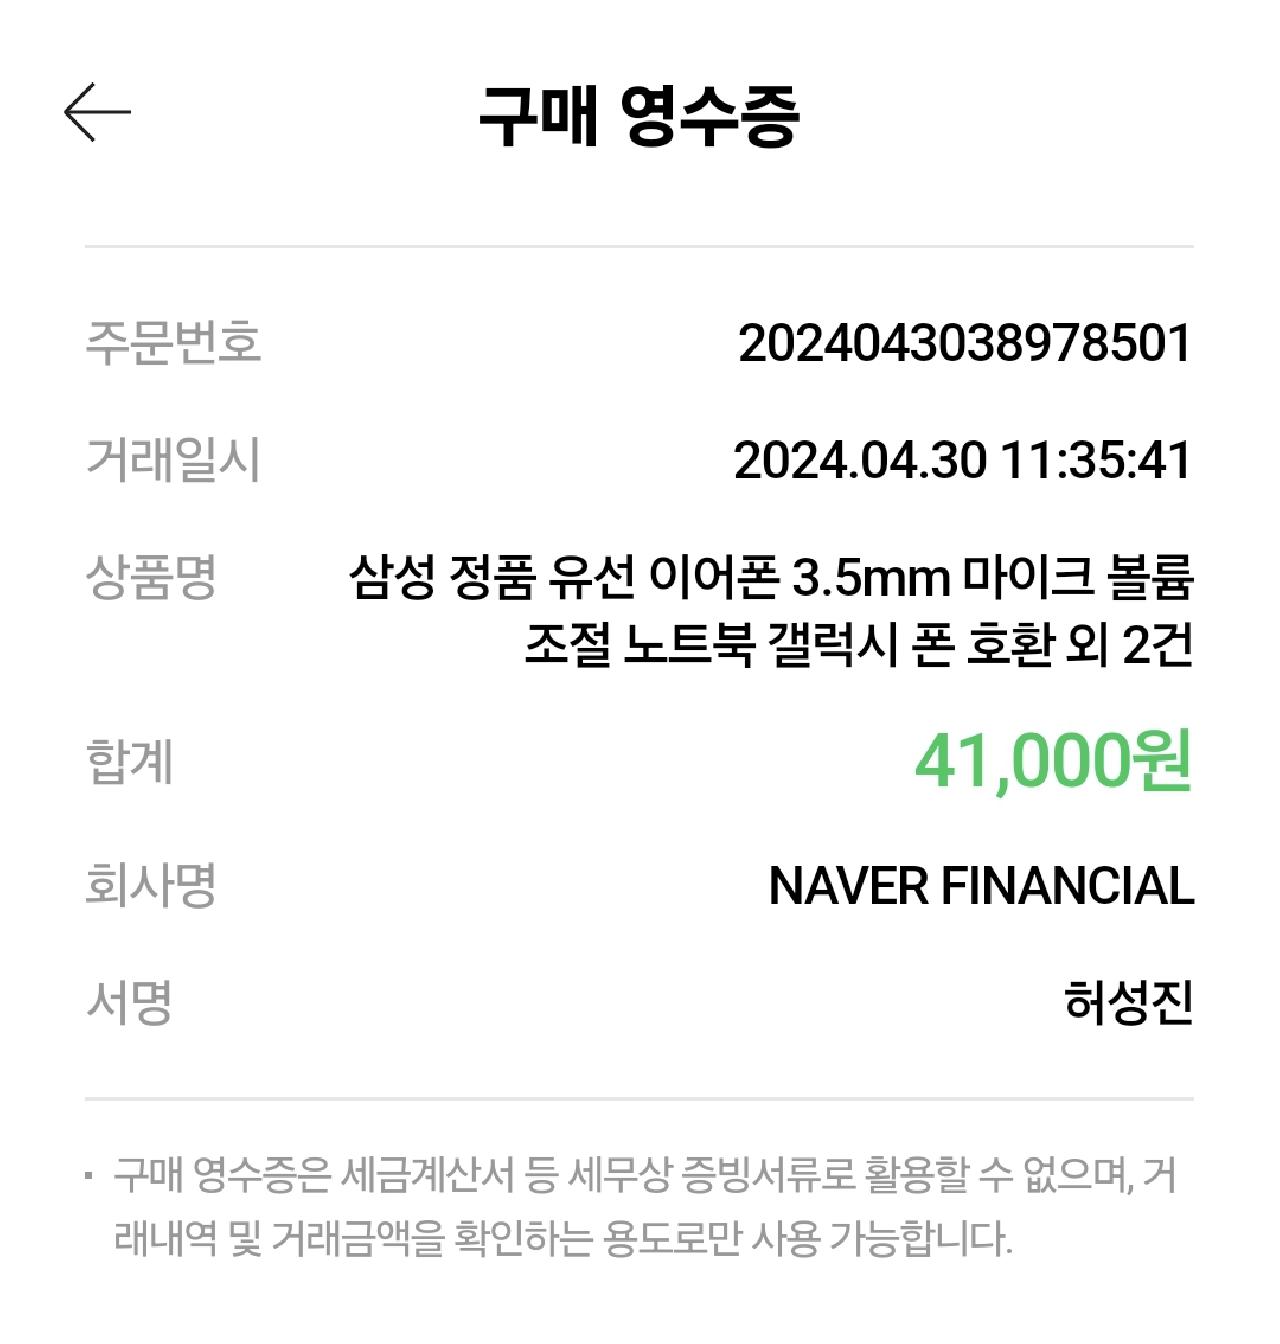 구매 영수증
주문번호 2024043038978501
거래일시 2024.04.30 11:35:41
상품명 삼성 정품 유선 이어폰 3.5mm 마이크 볼륨
조절 노트북 갤럭시 폰 호환 외 2건
합계 41,000원
회사명 NAVER FINANCIAL
서명 허성진
· 구매 영수증은 세금계산서 등 세무상 증빙서류로 활용할 수 없으며, 거
래내역 및 거래금액을 확인하는 용도로만 사용 가능합니다.